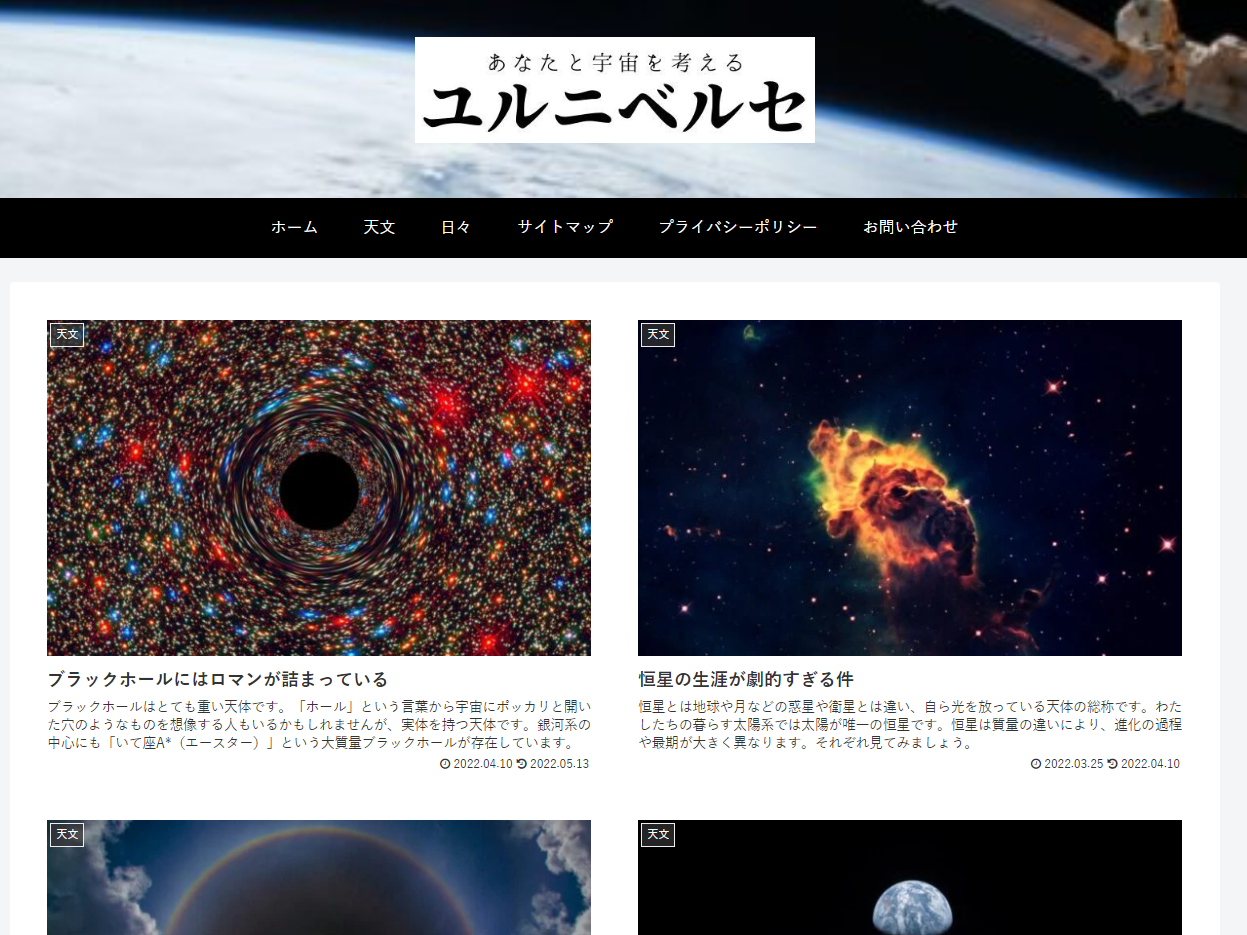 あなたと宇宙を考える
ユルニベルセ
ホーム 天文 日々 サイトマップ プライバシーポリシー お問い合わせ
天文
ブラックホールにはロマンが詰まっている
ブラックホールはとても重い天体です。「ホール」という言葉から宇宙にポッカリと開い
た穴のようなものを想像する人もいるかもしれませんが、実体を持つ天体です。銀河系の
中心にも「いて座A*（エースター）」という大質量ブラックホールが存在しています。
2022.04.10 2022.05.13
天文
恒星の生涯が劇的すぎる件
恒星とは地球や月などの惑星や衛星とは違い、自ら光を放っている天体の総称です。わた
したちの暮らす太陽系では太陽が唯一の恒星です。恒星は質量の違いにより、進化の過程
や最期が大きく異なります。それぞれ見てみましょう。
2022.03.25 2022.04.10
天文
天文